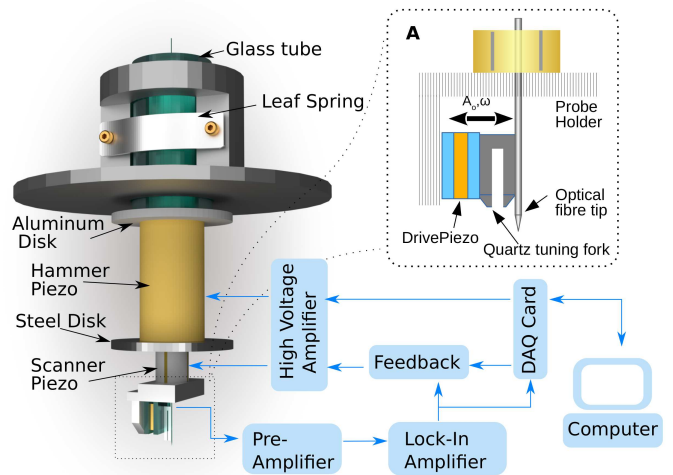 Glass tube
Leaf Spring
Aluminum
Disk
Hammer
Piezo
Steel Disk
Scanner
Piezo
A
A₀,ω
Probe
Holder
Optical
fibre tip
DrivePiezo
Quartz tuning fork
High Voltage
Amplifier
Feedback
DAQ Card
Computer
Pre-
Amplifier
Lock-In
Amplifier